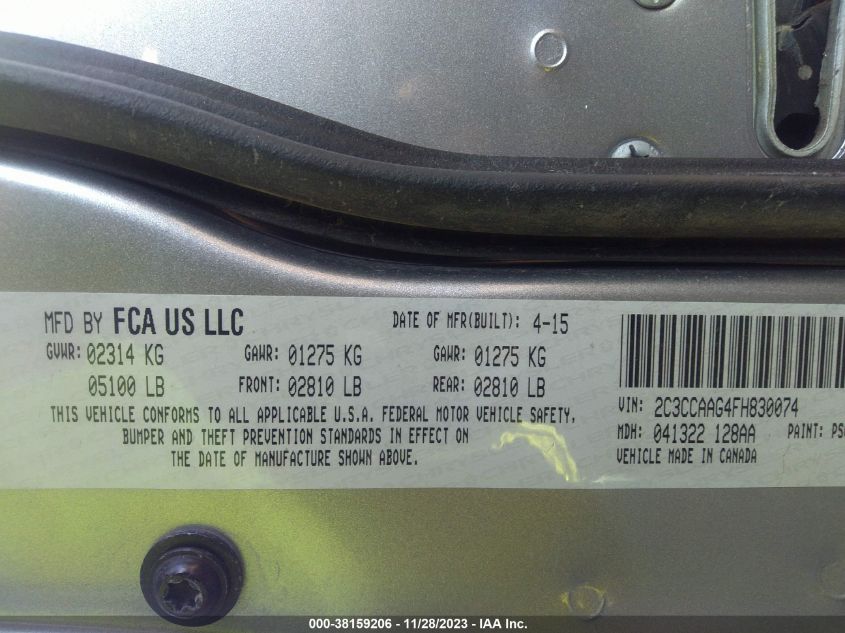 MFD BY FCA US LLC
DATE OF MFR(BUILT): 4-15
GVWR: 02314 KG GAWR: 01275 KG GAWR: 01275 KG
05100 LB FRONT: 02810 LB REAR: 02810 LB
THIS VEHICLE CONFORMS TO ALL APPLICABLE U.S.A. FEDERAL MOTOR VEHICLE SAFETY,
BUMPER AND THEFT PREVENTION STANDARDS IN EFFECT ON
THE DATE OF MANUFACTURE SHOWN ABOVE.
VIN: 2C3CCAAG4FH830074
MDH: 041322 128AA PAINT:
VEHICLE MADE IN CANADA
000-38159206 - 11/28/2023 - IAA Inc.